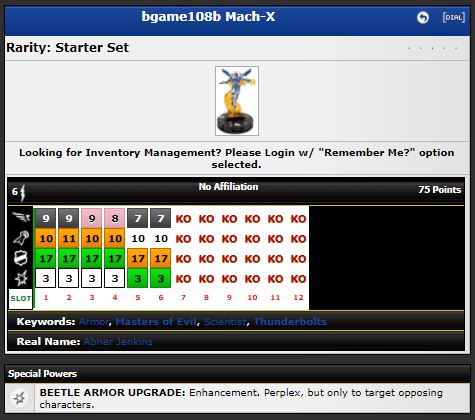 bgame108b Mach-X
[DIAL]
Rarity: Starter Set
· · · · ·
Looking for Inventory Management? Please Login w/ "Remember Me?" option
selected.
6 No Affiliation 75 Points
9 9 9 8 7 7 KO KO KO KO KO KO
10 11 10 10 10 10 KO KO KO KO KO KO
17 17 17 17 17 17 KO KO KO KO KO KO
3 3 3 3 3 3 KO KO KO KO KO KO
SLOT 1 2 3 4 5 6 7 8 9 10 11 12
Keywords: Armor, Masters of Evil, Scientist, Thunderbolts
Real Name: Abner Jenkins
Special Powers
BEETLE ARMOR UPGRADE: Enhancement. Perplex, but only to target opposing
characters.